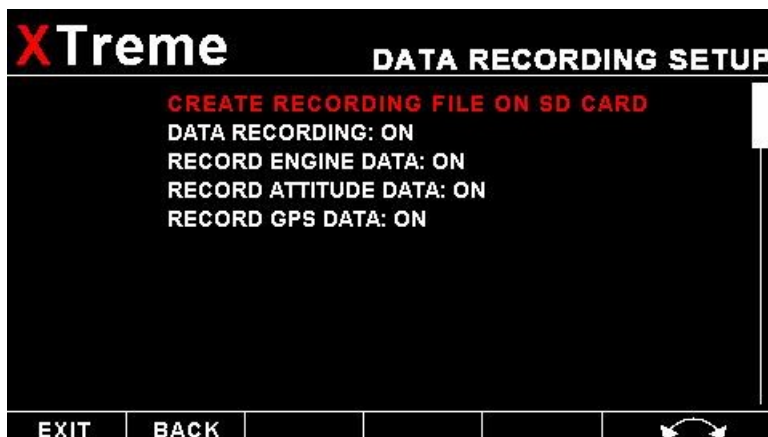 XTreme
DATA RECORDING SETUP
CREATE RECORDING FILE ON SD CARD
DATA RECORDING: ON
RECORD ENGINE DATA: ON
RECORD ATTITUDE DATA: ON
RECORD GPS DATA: ON
EXIT BACK